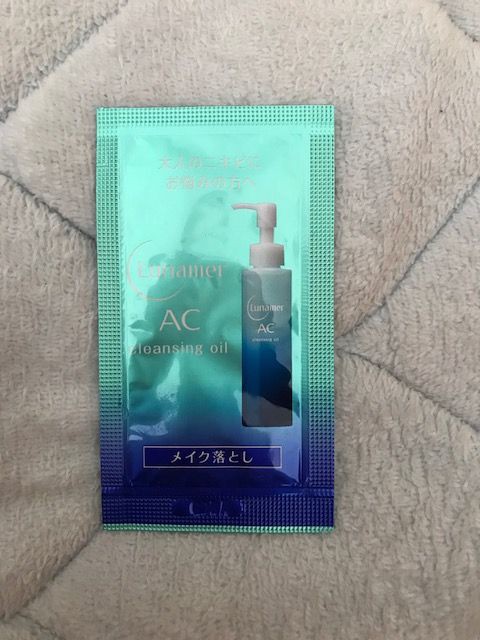 大人のニキビに
お悩みの方へ
Lunamer
AC
cleansing oil
Lunamer
AC
cleansing oil
メイク落とし